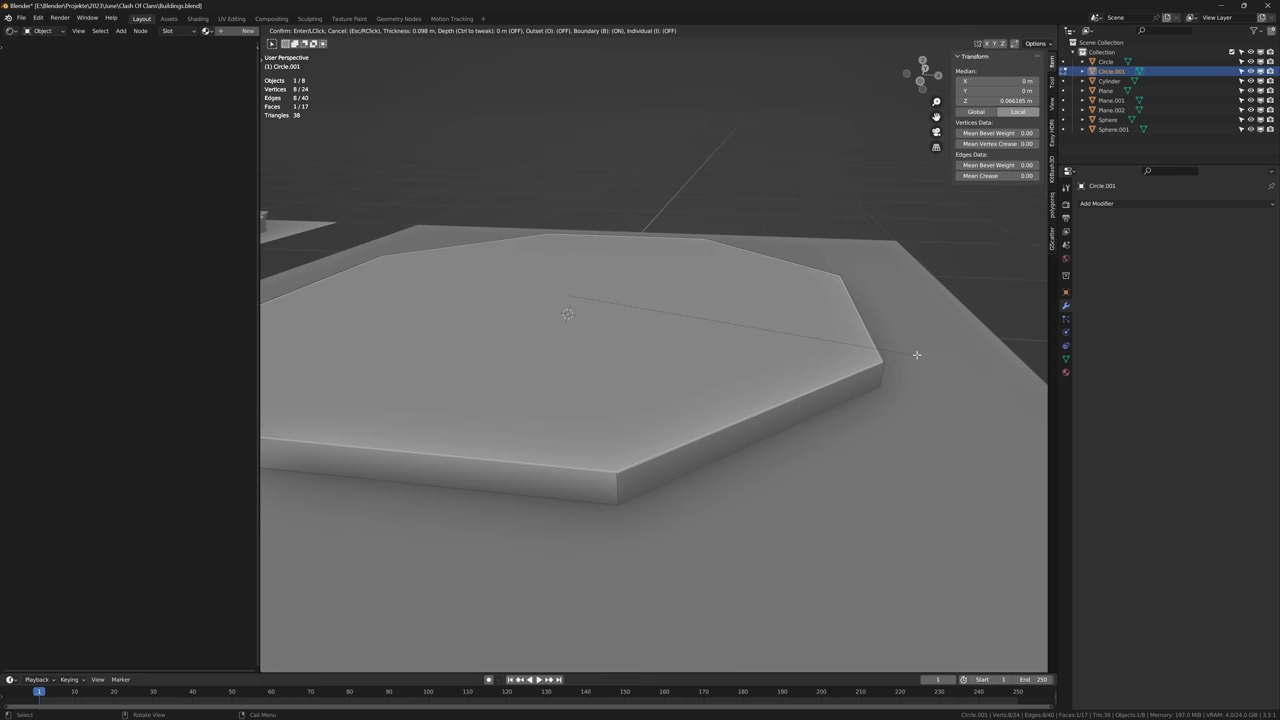 Blender* [E:\Blender\Projekte\2023\June\Clash Of Clans\Buildings.blend]
File Edit Render Window Help Layout Assets Shading UV Editing Compositing Sculpting Texture Paint Geometry Nodes Motion Tracking + Scene View Layer
Object View Select Add Node Slot New
Confirm: Enter/LClick, Cancel: (Esc/RClick), Thickness: 0.098 m, Depth (Ctrl to tweak): 0 m (OFF), Outset (O): (OFF), Boundary (B): (ON), Individual (I): (OFF)
X Y Z Options
User Perspective
(1) Circle.001
Objects 1/8
Vertices 8/24
Edges 8/40
Faces 1/17
Triangles 38
Z
Y
X
Transform
Median:
X 0 m
Y 0 m
Z 0.066185 m
Global Local
Vertices Data:
Mean Bevel Weight 0.00
Mean Vertex Crease 0.00
Edges Data:
Mean Bevel Weight 0.00
Mean Crease 0.00
Item
Tool
View
Easy HDRI
KitBash3D
polygoniq
GScatter
Scene Collection
Collection
Circle
Circle.001
Cylinder
Plane
Plane.001
Plane.002
Sphere
Sphere.001
Circle.001
Add Modifier
Playback Keying View Marker 1 Start 1 End 250
1 10 20 30 40 50 60 70 80 90 100 110 120 130 140 150 160 170 180 190 200 210 220 230 240 250
Select Rotate View Call Menu Circle.001 | Verts:8/24 | Edges:8/40 | Faces:1/17 | Tris:38 | Objects:1/8 | Memory: 197.0 MiB | VRAM: 4.0/24.0 GiB | 3.5.1